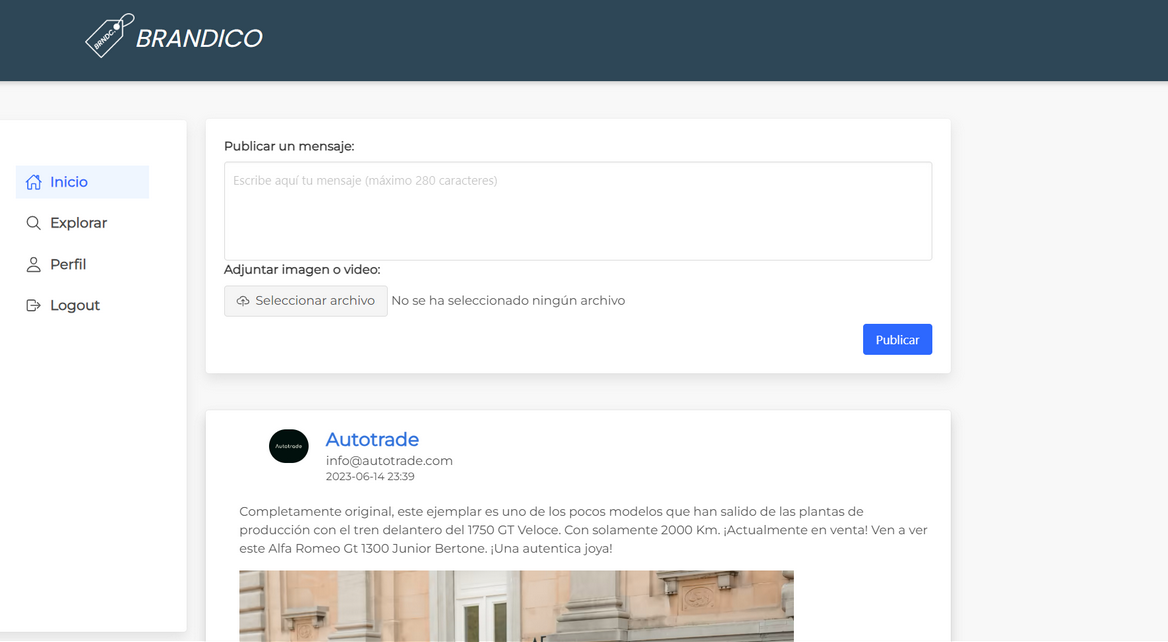 BRNDC.
BRANDICO
Inicio
Explorar
Perfil
Logout
Publicar un mensaje:
Escribe aquí tu mensaje (máximo 280 caracteres)
Adjuntar imagen o video:
Seleccionar archivo No se ha seleccionado ningún archivo
Publicar
Autotrade
Autotrade
info@autotrade.com
2023-06-14 23:39
Completamente original, este ejemplar es uno de los pocos modelos que han salido de las plantas de
producción con el tren delantero del 1750 GT Veloce. Con solamente 2000 Km. ¡Actualmente en venta! Ven a ver
este Alfa Romeo Gt 1300 Junior Bertone. ¡Una autentica joya!